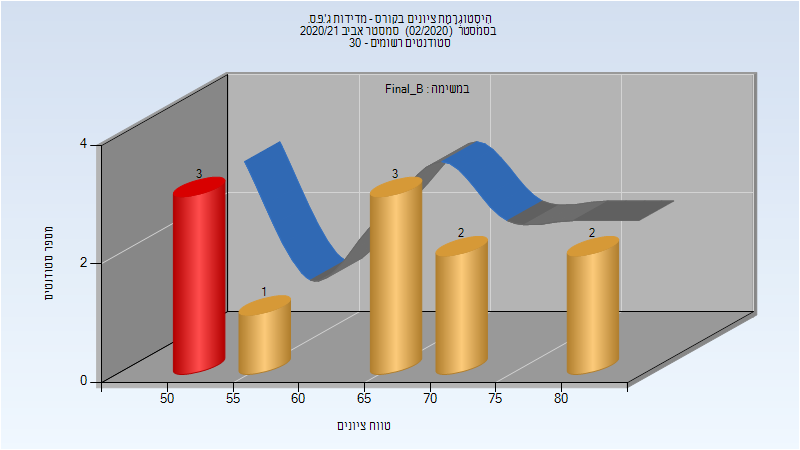 היסטוגרמת ציונים בקורס - מדידות ג'.פ.ס.
בסמסטר (02/2020) סמסטר אביב 2020/21
סטודנטים רשומים - 30
במשימה : Final_B
מספר סטודנטים
4
2
0
3
1
3
2
2
50 55 60 65 70 75 80
טווח ציונים